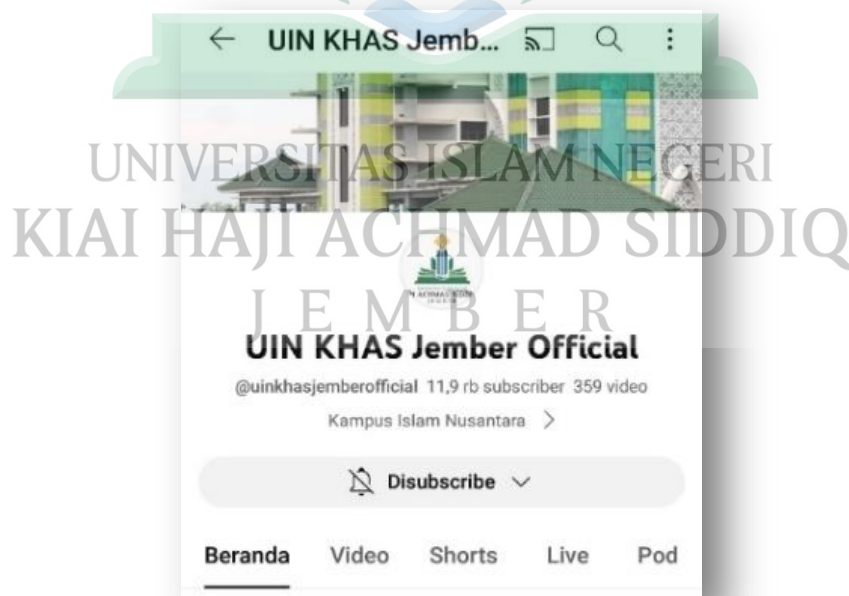 UIN KHAS Jemb...
UNIVERSITAS ISLAM NEGERI
KIAI HAJI ACHMAD SIDDIQ
JEMBER
UIN KHAS Jember Official
@uinkhasjemberofficial 11,9 rb subscriber 359 video
Kampus Islam Nusantara
Disubscribe
Beranda Video Shorts Live Pod